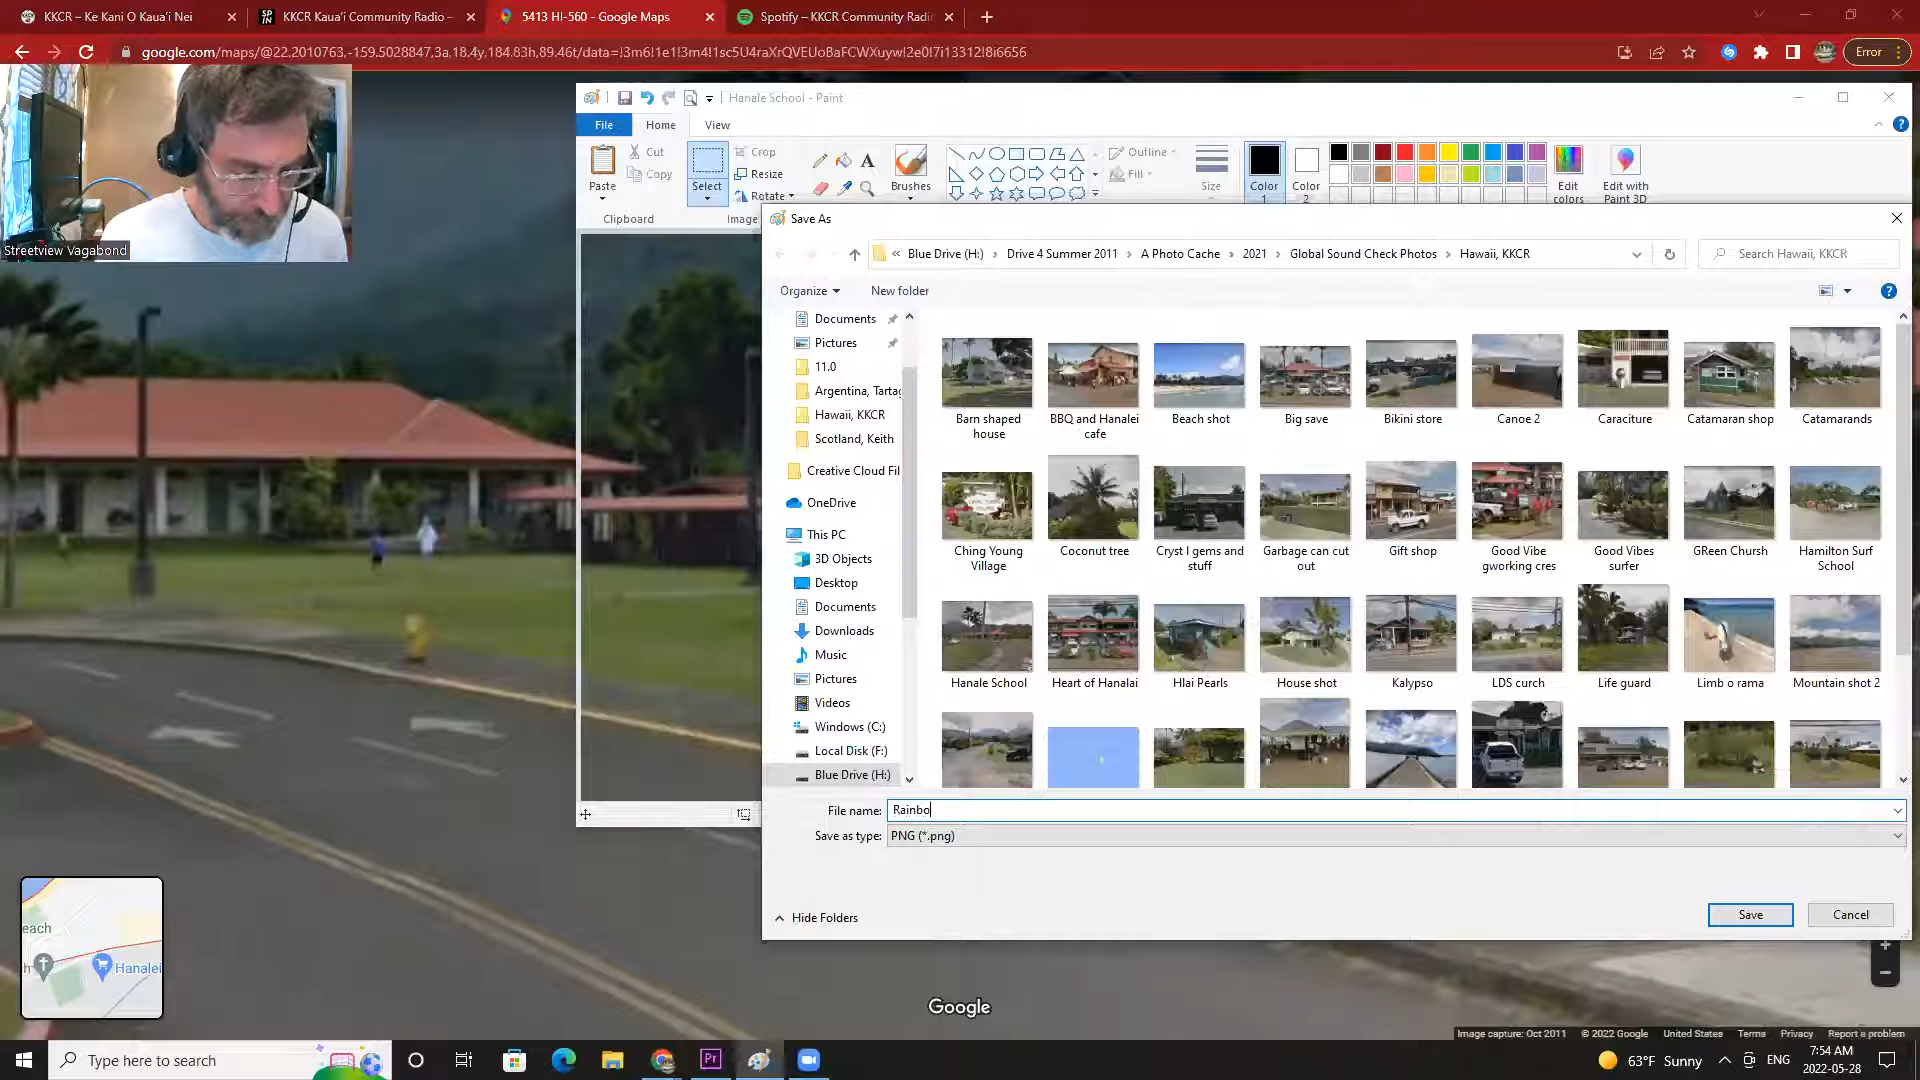 KKCR – Ke Kani O Kaua'i Nei
KKCR Kaua'i Community Radio –
5413 HI-560 - Google Maps
Spotify – KKCR Community Radio
google.com/maps/@22.2010763,-159.5028847,3a,18.4y,184.83h,89.46t/data=!3m6!1e1!3m4!1sc5U4raXrQVEUoBaFCWXuyw!2e0!7i13312!8i6656
Error
Streetview Vagabond
Hanale School - Paint
File
Home
View
Paste
Cut
Copy
Select
Crop
Resize
Rotate
Brushes
Outline
Fill
Size
Color 1
Color 2
Edit colors
Edit with Paint 3D
Clipboard
Image
Save As
« Blue Drive (H:) › Drive 4 Summer 2011 › A Photo Cache › 2021 › Global Sound Check Photos › Hawaii, KKCR
Search Hawaii, KKCR
Organize
New folder
Documents
Pictures
11.0
Argentina, Tartag
Hawaii, KKCR
Scotland, Keith
Creative Cloud Fil
OneDrive
This PC
3D Objects
Desktop
Documents
Downloads
Music
Pictures
Videos
Windows (C:)
Local Disk (F:)
Blue Drive (H:)
Barn shaped house
BBQ and Hanalei cafe
Beach shot
Big save
Bikini store
Canoe 2
Caraciture
Catamaran shop
Catamarands
Ching Young Village
Coconut tree
Cryst l gems and stuff
Garbage can cut out
Gift shop
Good Vibe gworking cres
Good Vibes surfer
GReen Chursh
Hamilton Surf School
Hanale School
Heart of Hanalai
Hlai Pearls
House shot
Kalypso
LDS curch
Life guard
Limb o rama
Mountain shot 2
File name: Rainbo
Save as type: PNG (*.png)
Hide Folders
Save
Cancel
each
Hanalei
Google
Image capture: Oct 2011 © 2022 Google United States Terms Privacy Report a problem
Type here to search
Pr
63°F Sunny
ENG
7:54 AM
2022-05-28